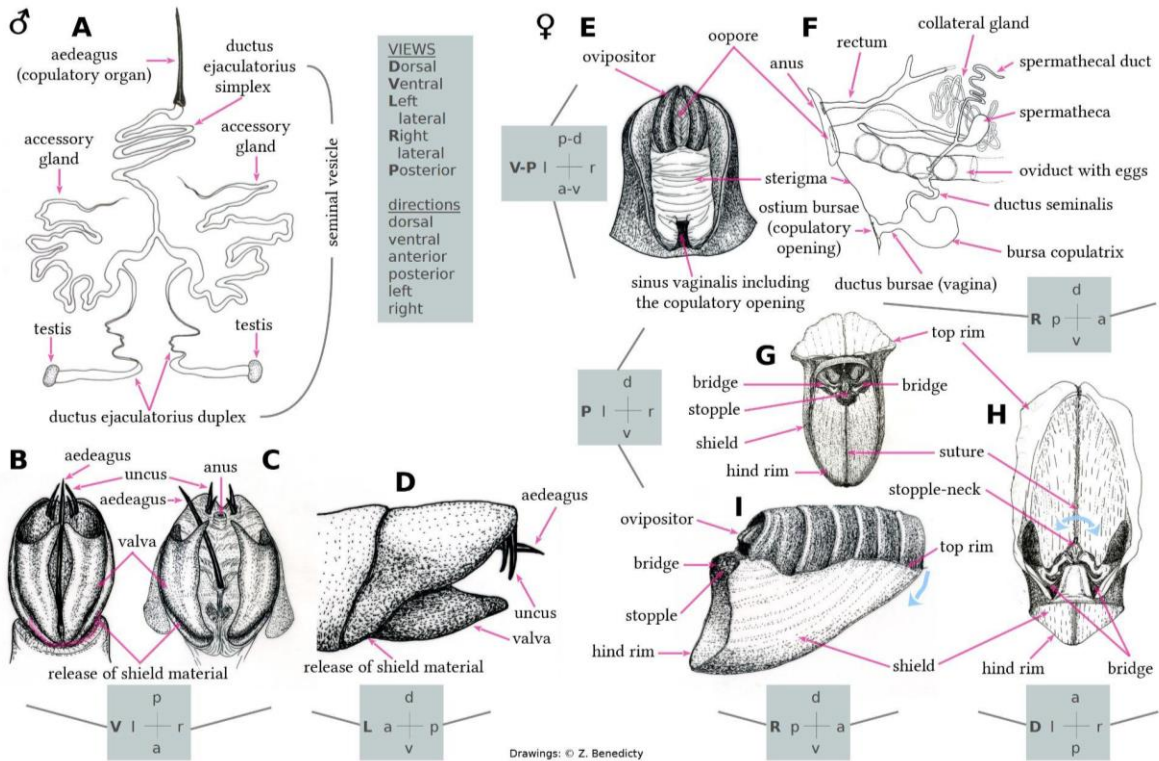 ♂
A
aedeagus
(copulatory organ)
ductus
ejaculatorius
simplex
accessory
gland
accessory
gland
seminal vesicle
testis
testis
ductus ejaculatorius duplex
VIEWS
Dorsal
Ventral
Left
lateral
Right
lateral
Posterior
directions
dorsal
ventral
anterior
posterior
left
right
♀
E
ovipositor
oopore
p-d
V-P l r
a-v
sterigma
sinus vaginalis including
the copulatory opening
F
collateral gland
rectum
anus
spermathecal duct
spermatheca
oviduct with eggs
ductus seminalis
ostium bursae
(copulatory
opening)
bursa copulatrix
ductus bursae (vagina)
d
R p a
v
d
P l r
v
G
top rim
bridge
bridge
stopple
shield
hind rim
suture
stopple-neck
H
shield
hind rim
bridge
B
aedeagus
uncus
anus
C
aedeagus
valva
release of shield material
p
V l r
a
D
aedeagus
uncus
valva
release of shield material
d
L a p
v
I
ovipositor
top rim
bridge
stopple
hind rim
d
R p a
v
a
D l r
p
Drawings: © Z. Benedicty